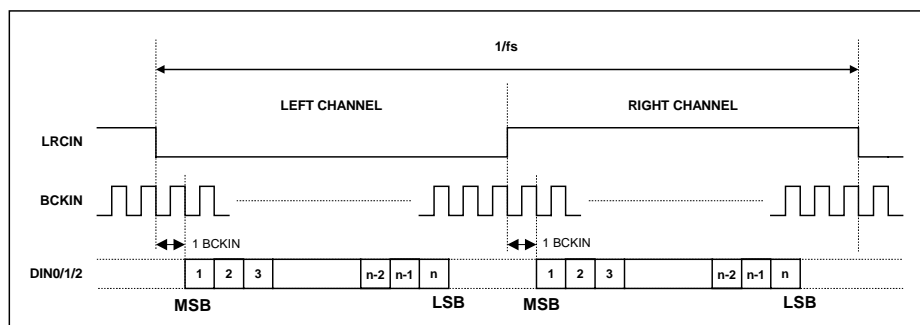 1/fs
LEFT CHANNEL RIGHT CHANNEL
LRCIN
BCKIN
1 BCKIN 1 BCKIN
DIN0/1/2 1 2 3 n-2 n-1 n 1 2 3 n-2 n-1 n
MSB LSB MSB LSB